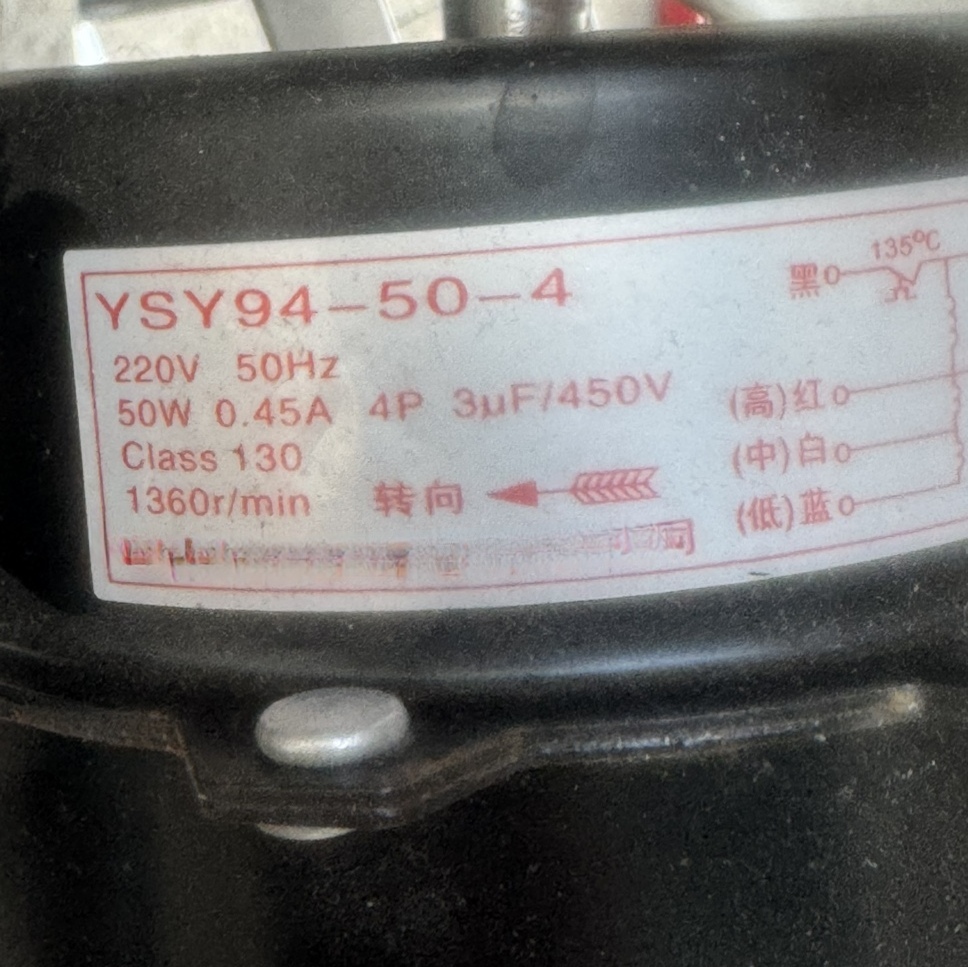 YSY94-50-4
220V 50Hz
50W 0.45A 4P 3μF/450V
Class 130
1360r/min 转向
135℃
黑
(高)红
(中)白
(低)蓝